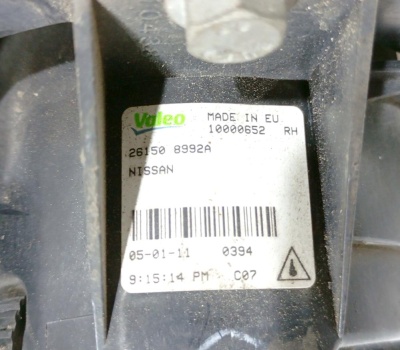 Valeo MADE IN EU
10000652 RH
26150 8992A
NISSAN
05-01-11 0394
9:15:14 PM C07